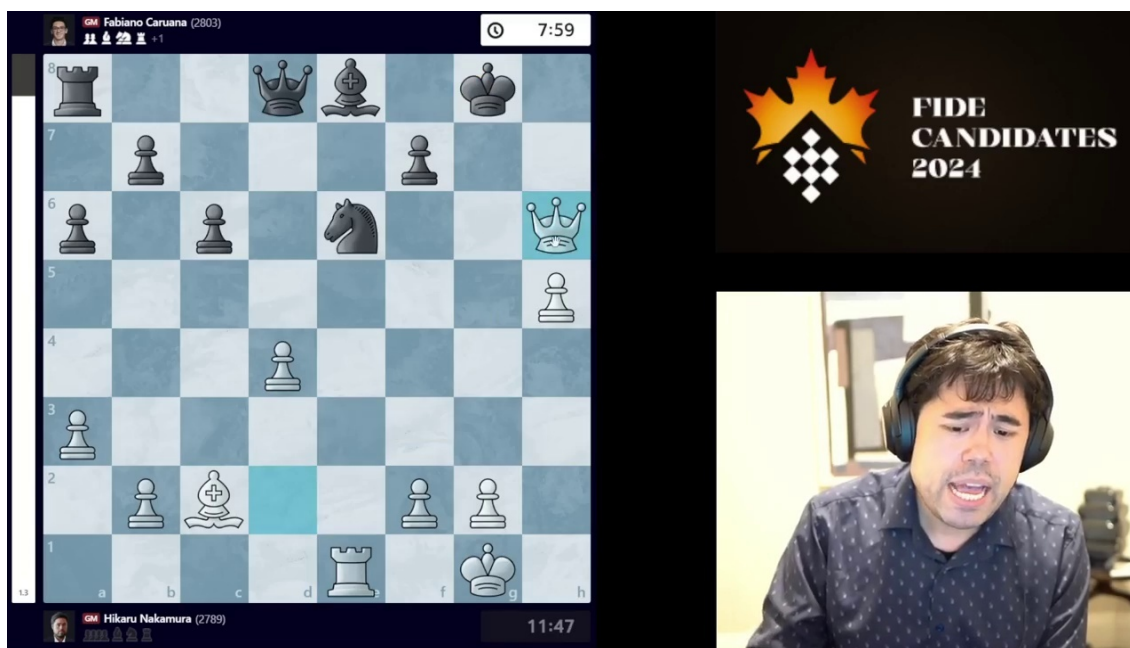 GM Fabiano Caruana (2803)
+1
7:59
8
7
6
5
4
3
2
1
a b c d e f g h
1.3
GM Hikaru Nakamura (2789)
11:47
FIDE
CANDIDATES
2024